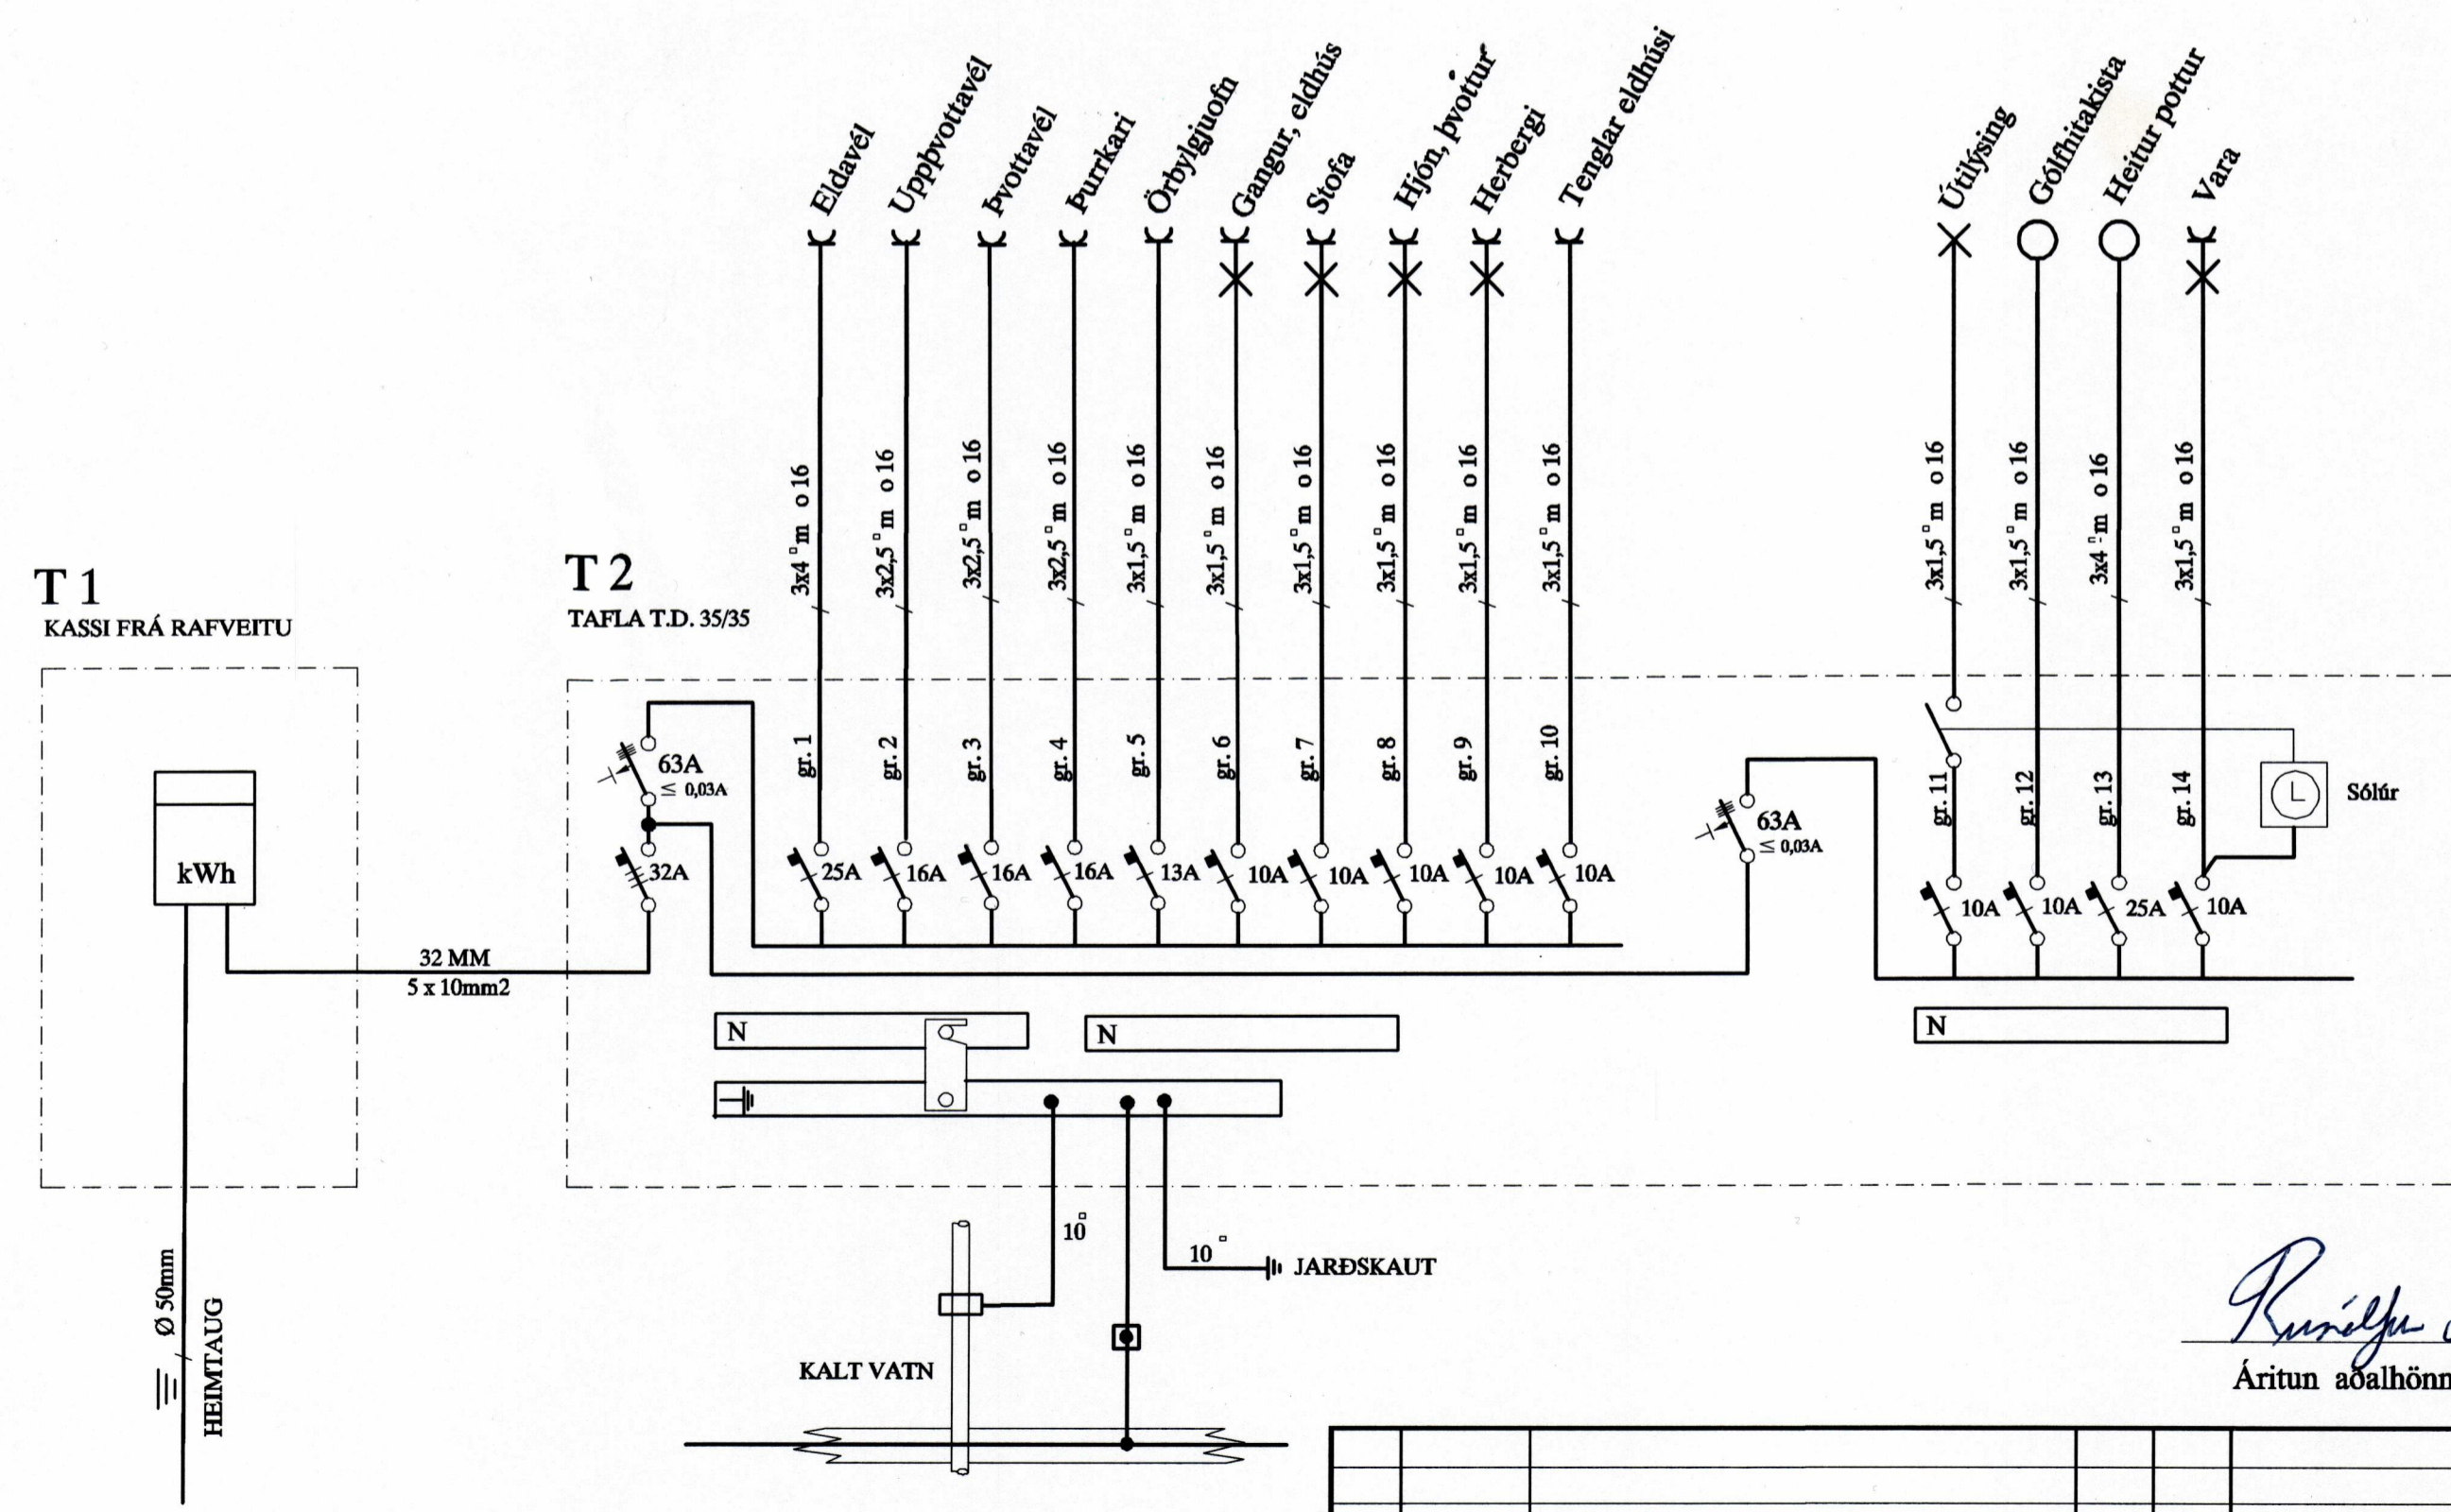 Eldavél
Uppþvottavél
Þvottavél
Þurrkari
Örbylgjuofn
Gangur, eldhús
Stofa
Hjón, þvottur
Herbergi
Tenglar eldhúsi
Útilýsing
Gólfhitakista
Heitur pottur
Vara
3x4 □m o 16
3x2,5 □m o 16
3x2,5 □m o 16
3x2,5 □m o 16
3x1,5 □m o 16
3x1,5 □m o 16
3x1,5 □m o 16
3x1,5 □m o 16
3x1,5 □m o 16
3x1,5 □m o 16
3x1,5 □m o 16
3x1,5 □m o 16
3x4 □m o 16
3x1,5 □m o 16
T 1
KASSI FRÁ RAFVEITU
T 2
TAFLA T.D. 35/35
kWh
63A
≤ 0,03A
32A
gr. 1
gr. 2
gr. 3
gr. 4
gr. 5
gr. 6
gr. 7
gr. 8
gr. 9
gr. 10
25A
16A
16A
16A
13A
10A
10A
10A
10A
10A
63A
≤ 0,03A
gr. 11
gr. 12
gr. 13
gr. 14
Sólúr
10A
10A
25A
10A
32 MM
5 x 10mm2
N
N
N
10□
10 □
JARÐSKAUT
KALT VATN
Ø 50mm
HEIMTAUG
Áritun aðalhönn